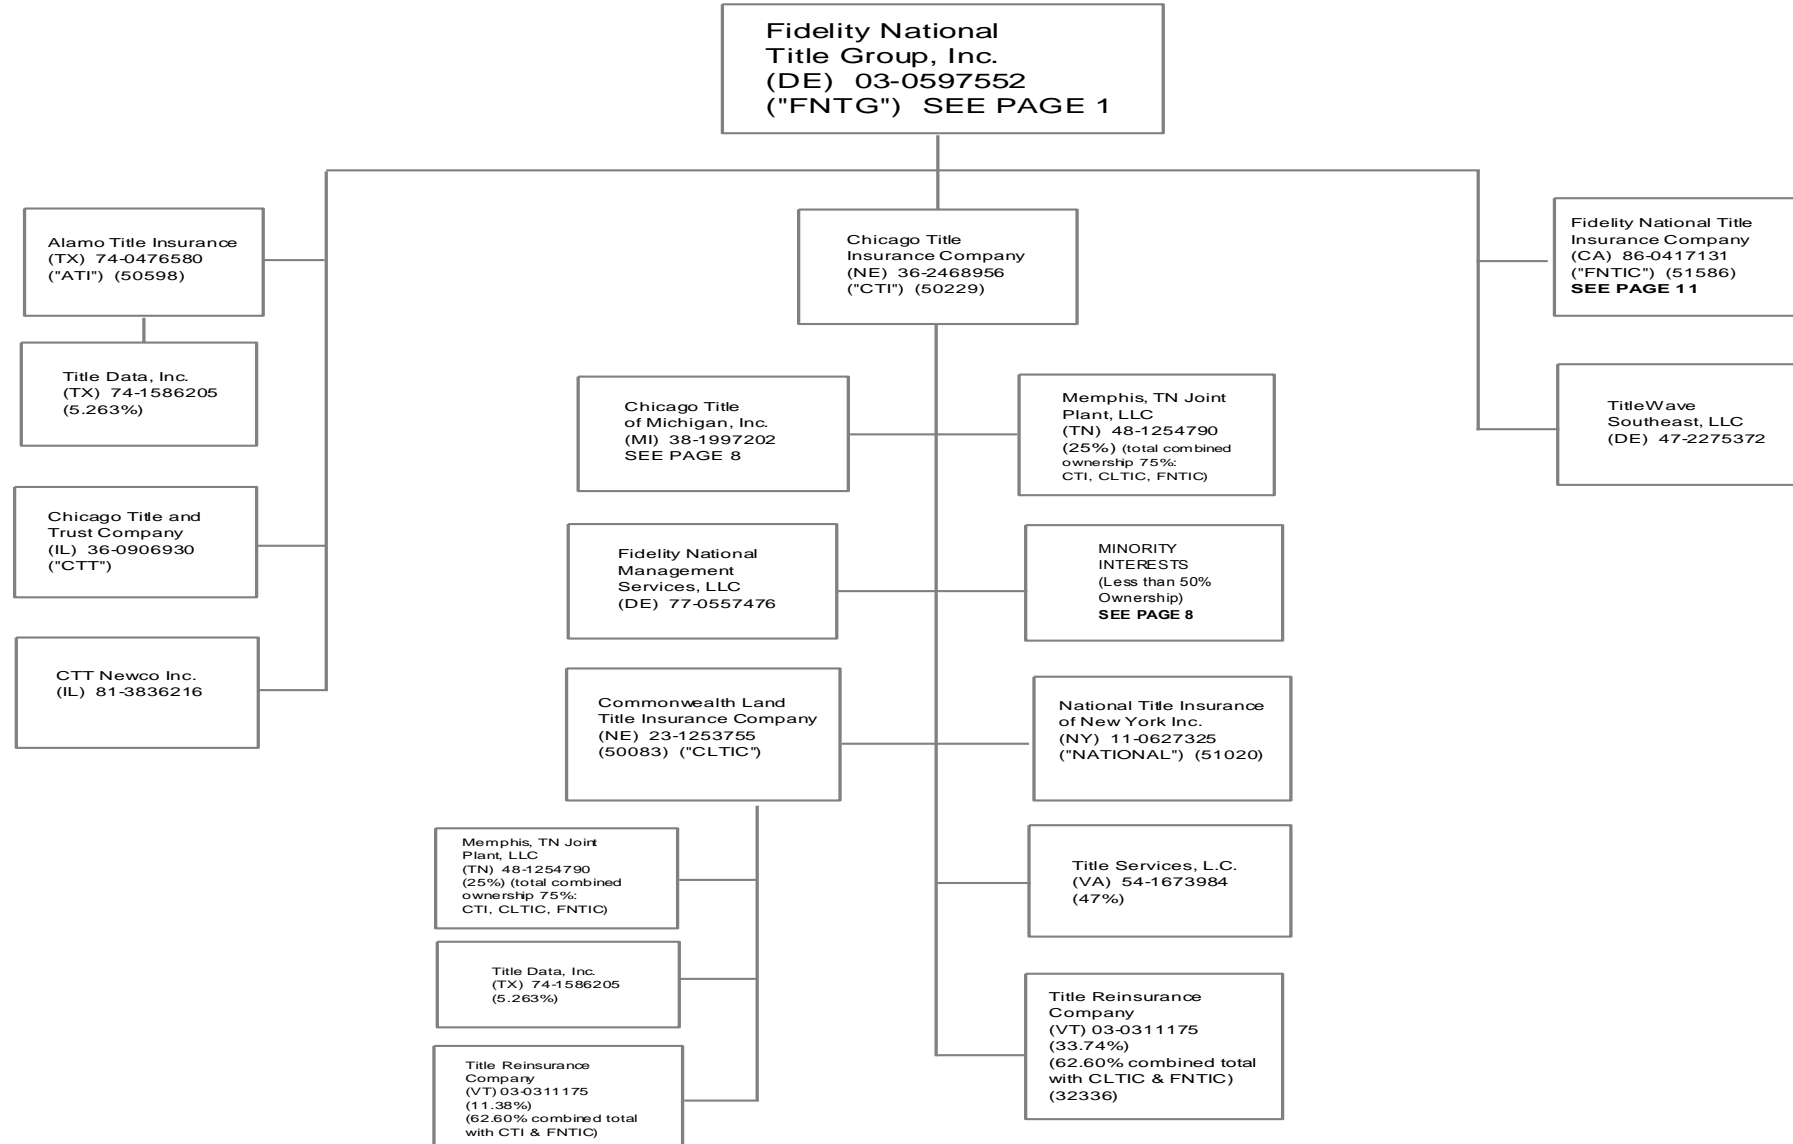 Fidelity National
Title Group, Inc.
(DE) 03-0597552
("FNTG") SEE PAGE 1
Alamo Title Insurance
(TX) 74-0476580
("ATI") (50598)
Title Data, Inc.
(TX) 74-1586205
(5.263%)
Chicago Title and
Trust Company
(IL) 36-0906930
("CTT")
CTT Newco Inc.
(IL) 81-3836216
Chicago Title
Insurance Company
(NE) 36-2468956
("CTI") (50229)
Chicago Title
of Michigan, Inc.
(MI) 38-1997202
SEE PAGE 8
Memphis, TN Joint
Plant, LLC
(TN) 48-1254790
(25%) (total combined
ownership 75%:
CTI, CLTIC, FNTIC)
Fidelity National
Management
Services, LLC
(DE) 77-0557476
MINORITY
INTERESTS
(Less than 50%
Ownership)
SEE PAGE 8
Commonwealth Land
Title Insurance Company
(NE) 23-1253755
(50083) ("CLTIC")
National Title Insurance
of New York Inc.
(NY) 11-0627325
("NATIONAL") (51020)
Memphis, TN Joint
Plant, LLC
(TN) 48-1254790
(25%) (total combined
ownership 75%:
CTI, CLTIC, FNTIC)
Title Data, Inc.
(TX) 74-1586205
(5.263%)
Title Reinsurance
Company
(VT) 03-0311175
(11.38%)
(62.60% combined total
with CTI & FNTIC)
Title Services, L.C.
(VA) 54-1673984
(47%)
Title Reinsurance
Company
(VT) 03-0311175
(33.74%)
(62.60% combined total
with CLTIC & FNTIC)
(32336)
Fidelity National Title
Insurance Company
(CA) 86-0417131
("FNTIC") (51586)
SEE PAGE 11
TitleWave
Southeast, LLC
(DE) 47-2275372